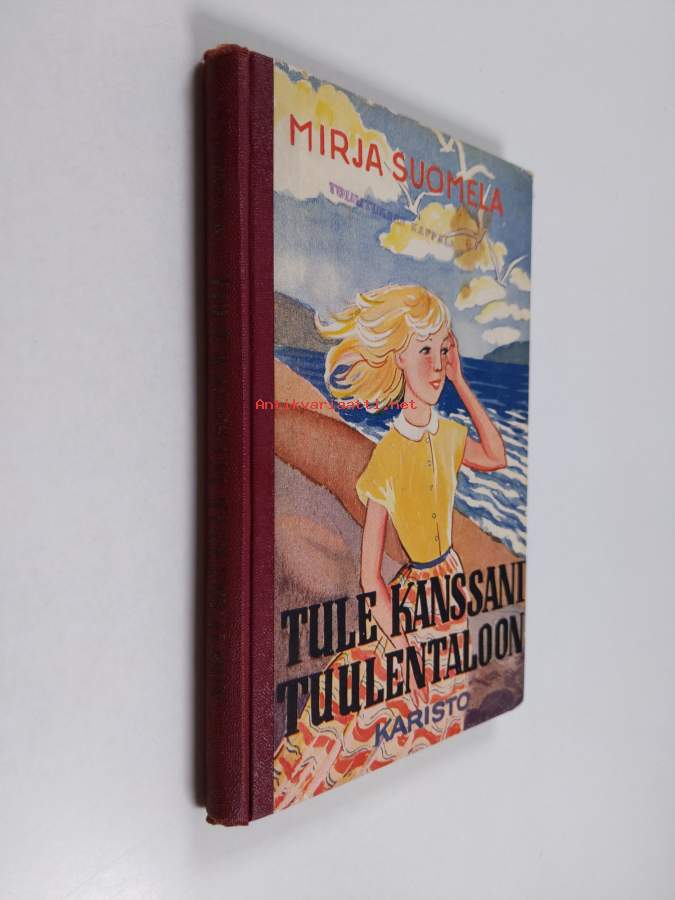 MIRJA SUOMELA
Antikvariaatti.net
TULE KANSSANI
TUULENTALOON
KARISTO